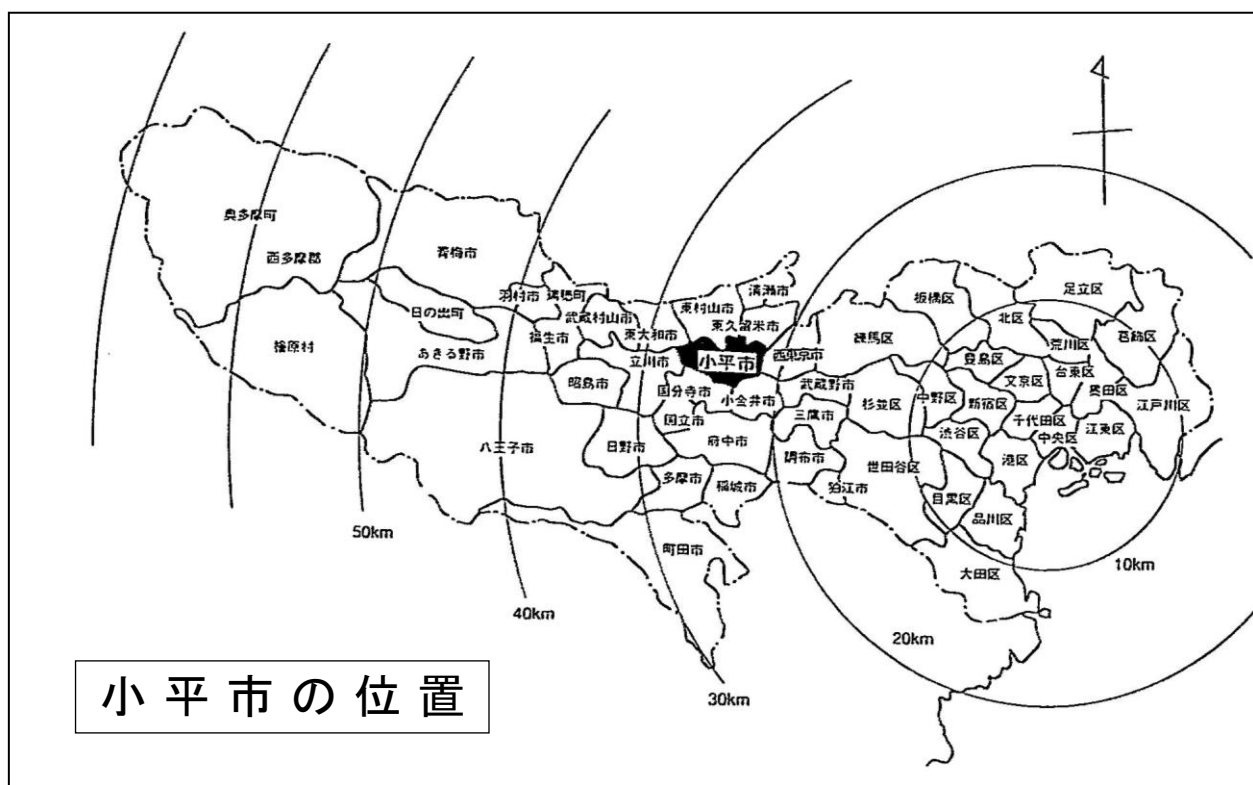 奥多摩町
西多摩郡
青梅市
檜原村
日の出町
あきる野市
羽村市
瑞穂町
福生市
武蔵村山市
東大和市
東村山市
清瀬市
東久留米市
立川市
小平市
西東京市
昭島市
国分寺市
小金井市
武蔵野市
国立市
府中市
三鷹市
調布市
狛江市
八王子市
日野市
多摩市
稲城市
町田市
練馬区
板橋区
北区
足立区
葛飾区
荒川区
豊島区
文京区
台東区
墨田区
江戸川区
杉並区
中野区
新宿区
千代田区
中央区
江東区
渋谷区
港区
世田谷区
目黒区
品川区
大田区
10km
20km
30km
40km
50km
小平市の位置